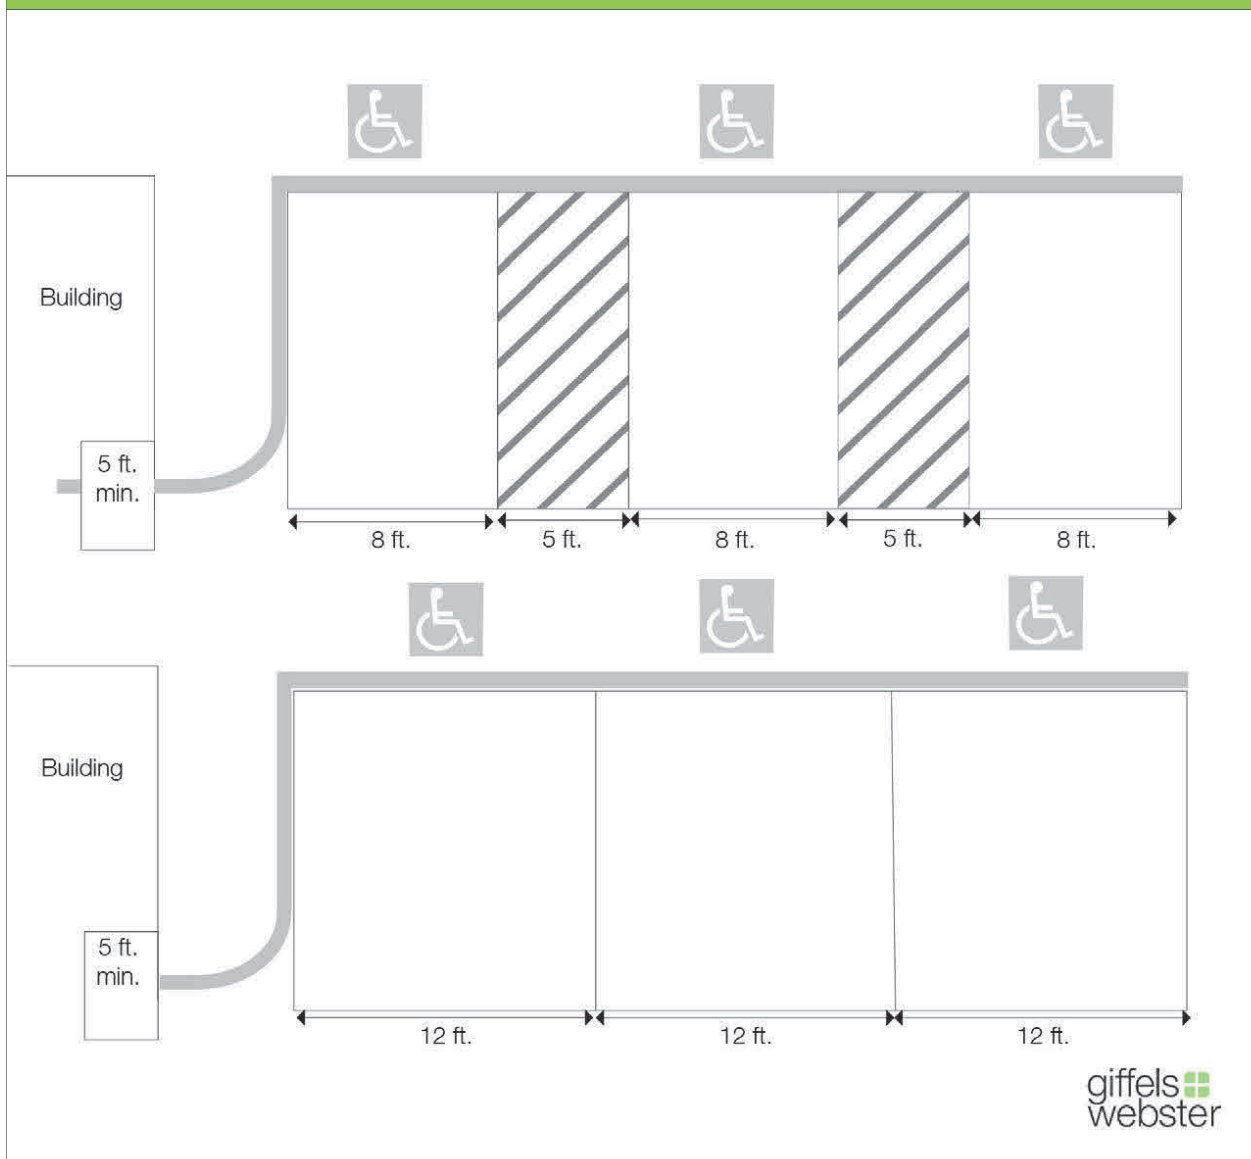 Building
5 ft.
min.
8 ft.
5 ft.
8 ft.
5 ft.
8 ft.
Building
5 ft.
min.
12 ft.
12 ft.
12 ft.
giffels
webster